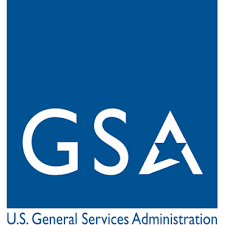 GSA
U.S. General Services Administration